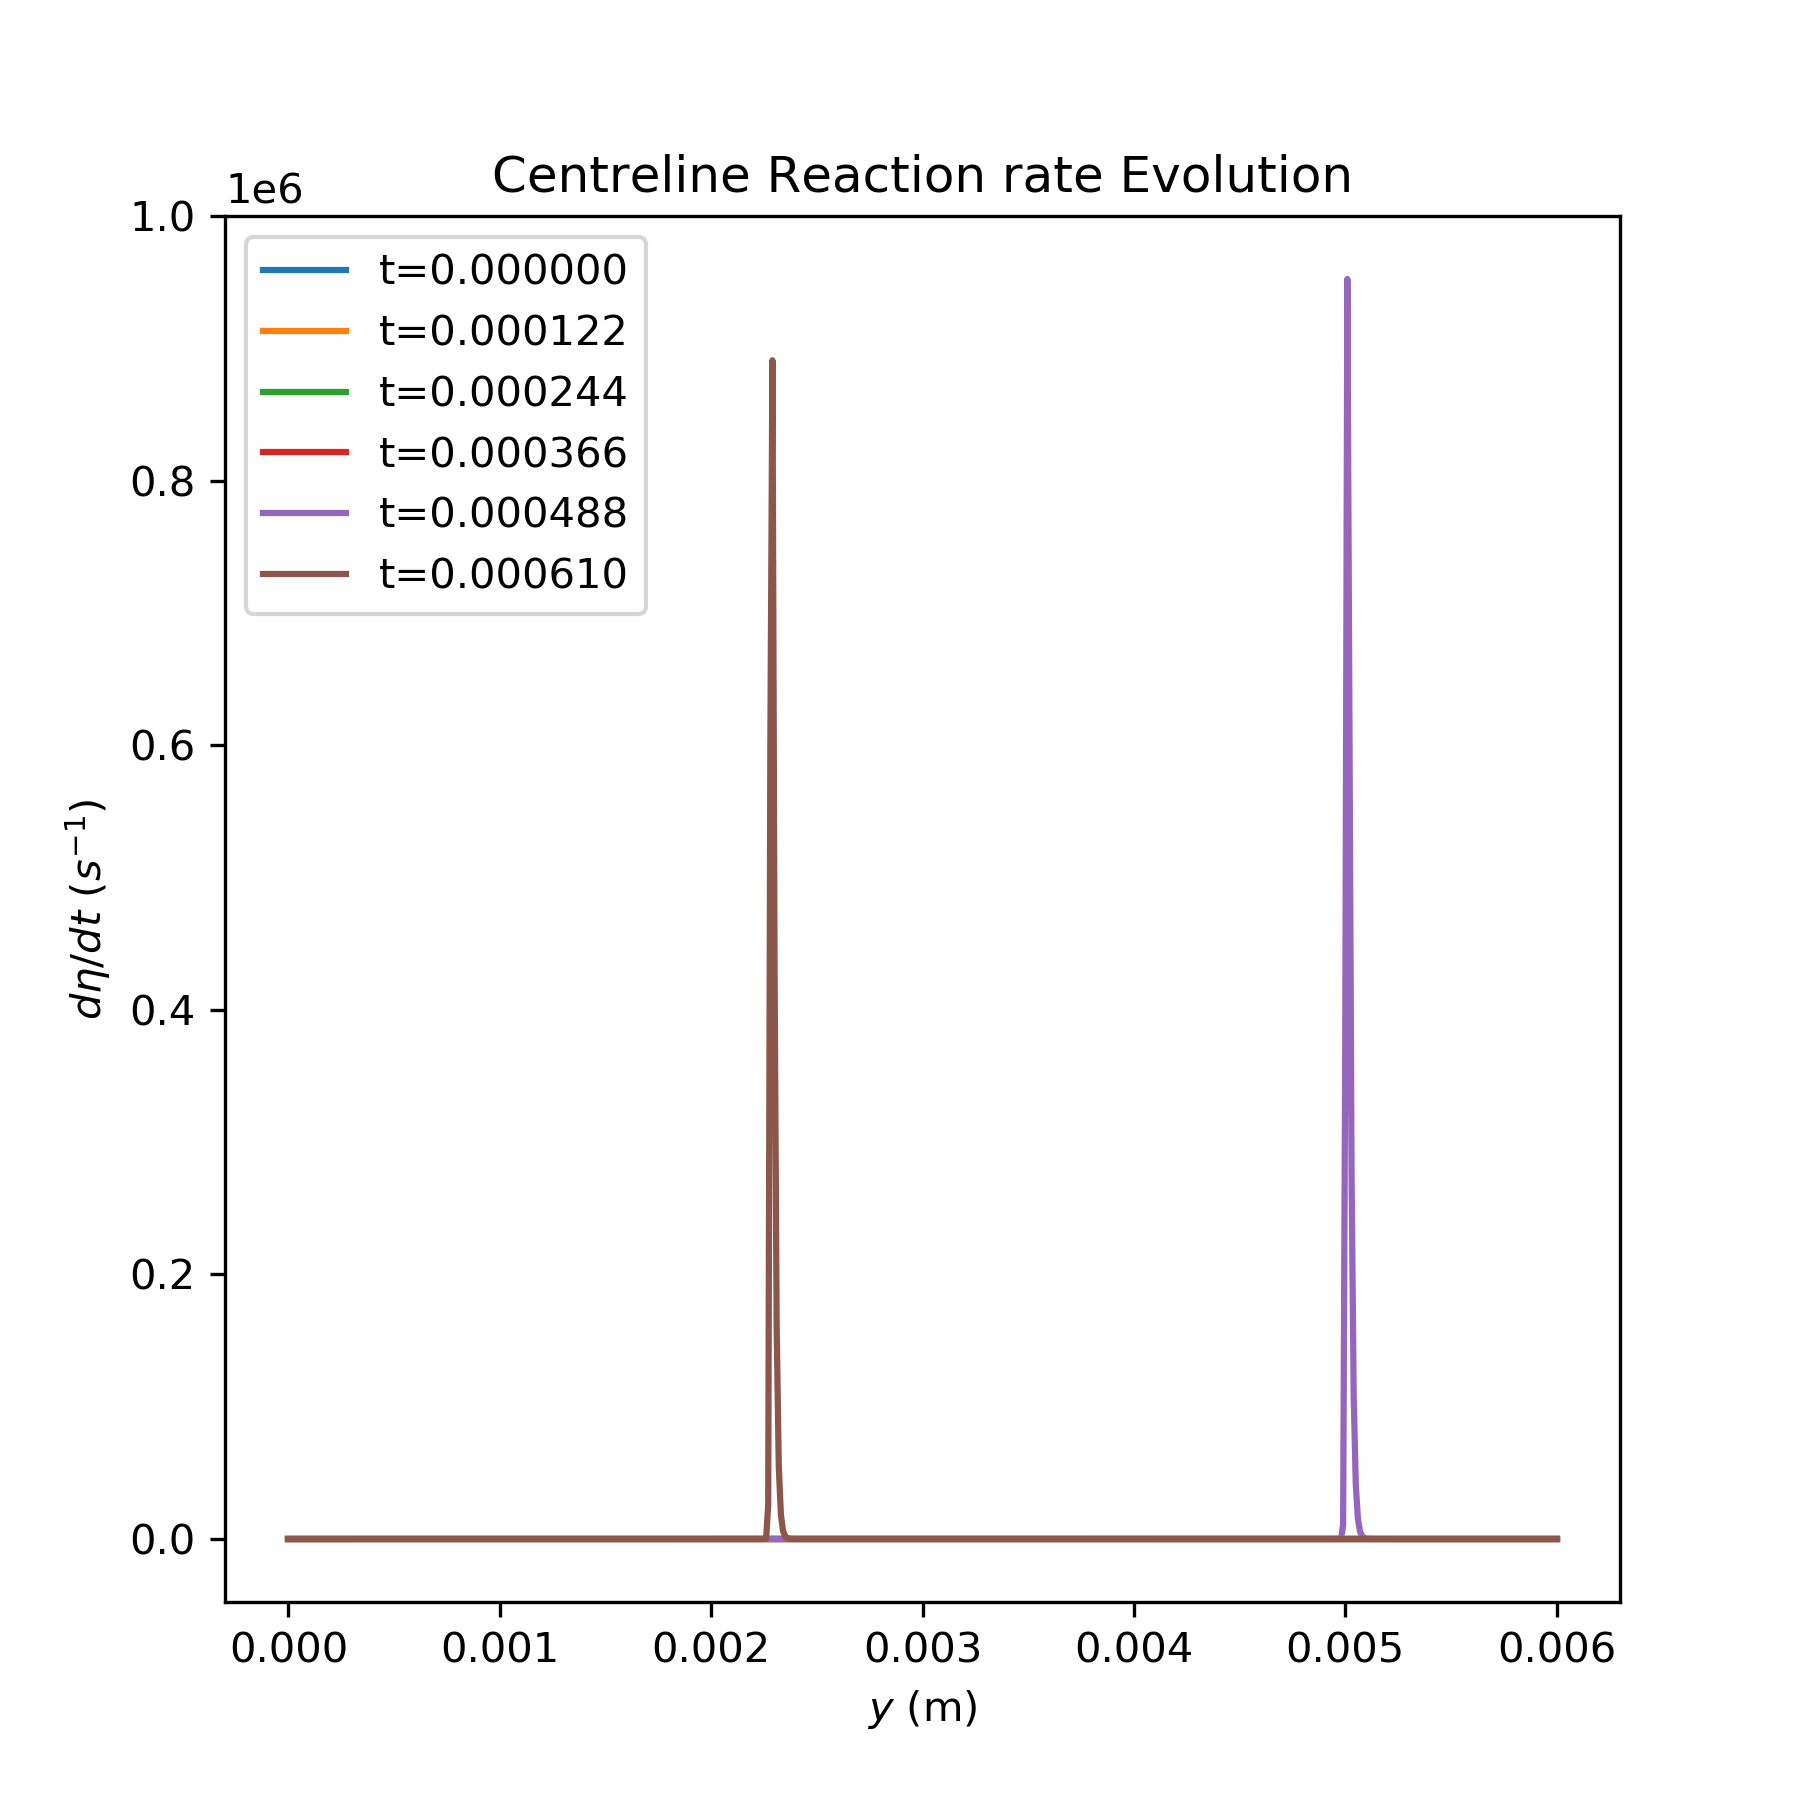 Centreline Reaction rate Evolution
1e6
1.0
0.8
0.6
0.4
0.2
0.0
t=0.000000
t=0.000122
t=0.000244
t=0.000366
t=0.000488
t=0.000610
dη/dt (s⁻¹)
0.000 0.001 0.002 0.003 0.004 0.005 0.006
y (m)